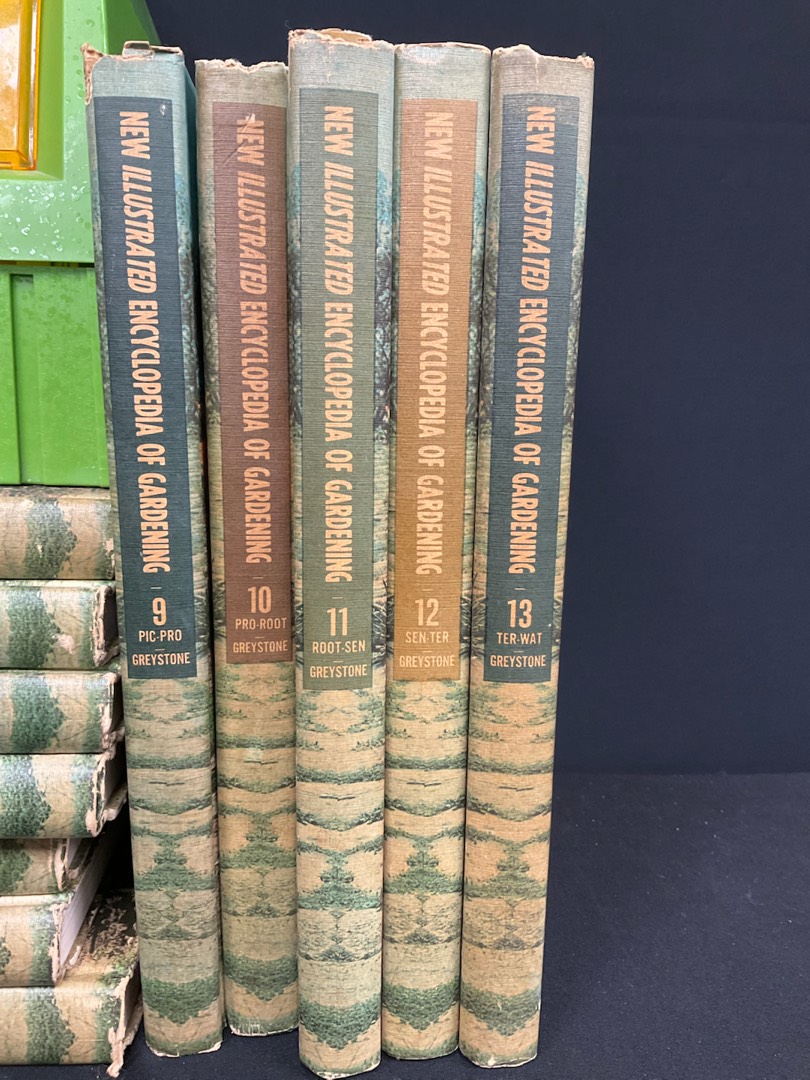 NEW ILLUSTRATED ENCYCLOPEDIA OF GARDENING
9
PIC-PRO
GREYSTONE
NEW ILLUSTRATED ENCYCLOPEDIA OF GARDENING
10
PRO-ROOT
GREYSTONE
NEW ILLUSTRATED ENCYCLOPEDIA OF GARDENING
11
ROOT-SEN
GREYSTONE
NEW ILLUSTRATED ENCYCLOPEDIA OF GARDENING
12
SEN-TER
GREYSTONE
NEW ILLUSTRATED ENCYCLOPEDIA OF GARDENING
13
TER-WAT
GREYSTONE